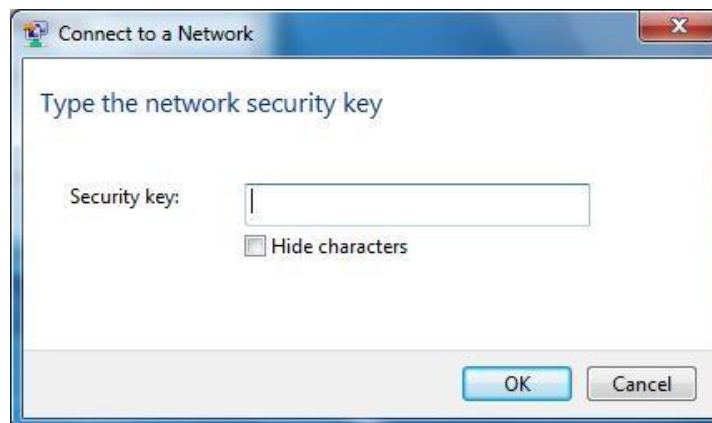 Connect to a Network
Type the network security key
Security key:
Hide characters
OK Cancel